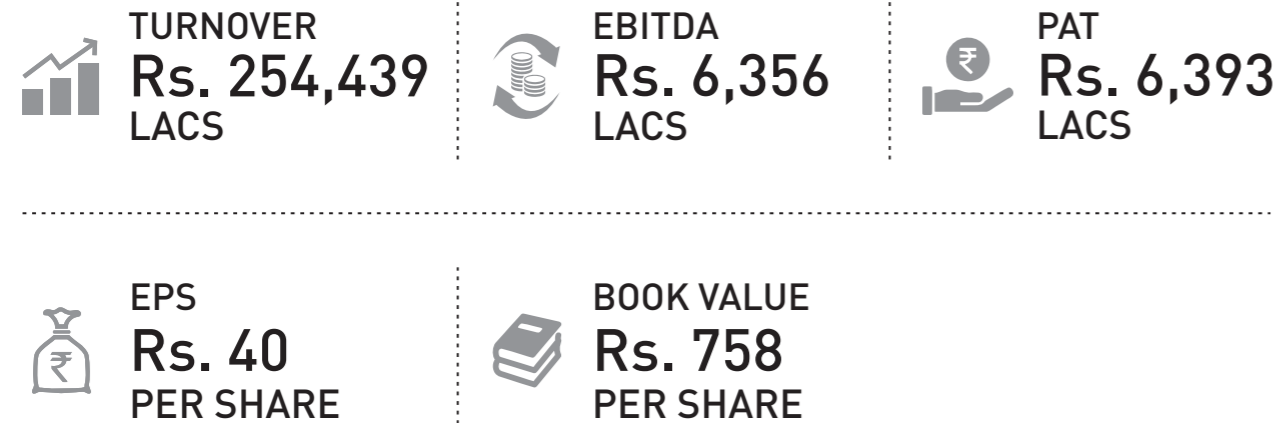 TURNOVER
Rs. 254,439
LACS
EBITDA
Rs. 6,356
LACS
PAT
Rs. 6,393
LACS
EPS
Rs. 40
PER SHARE
BOOK VALUE
Rs. 758
PER SHARE